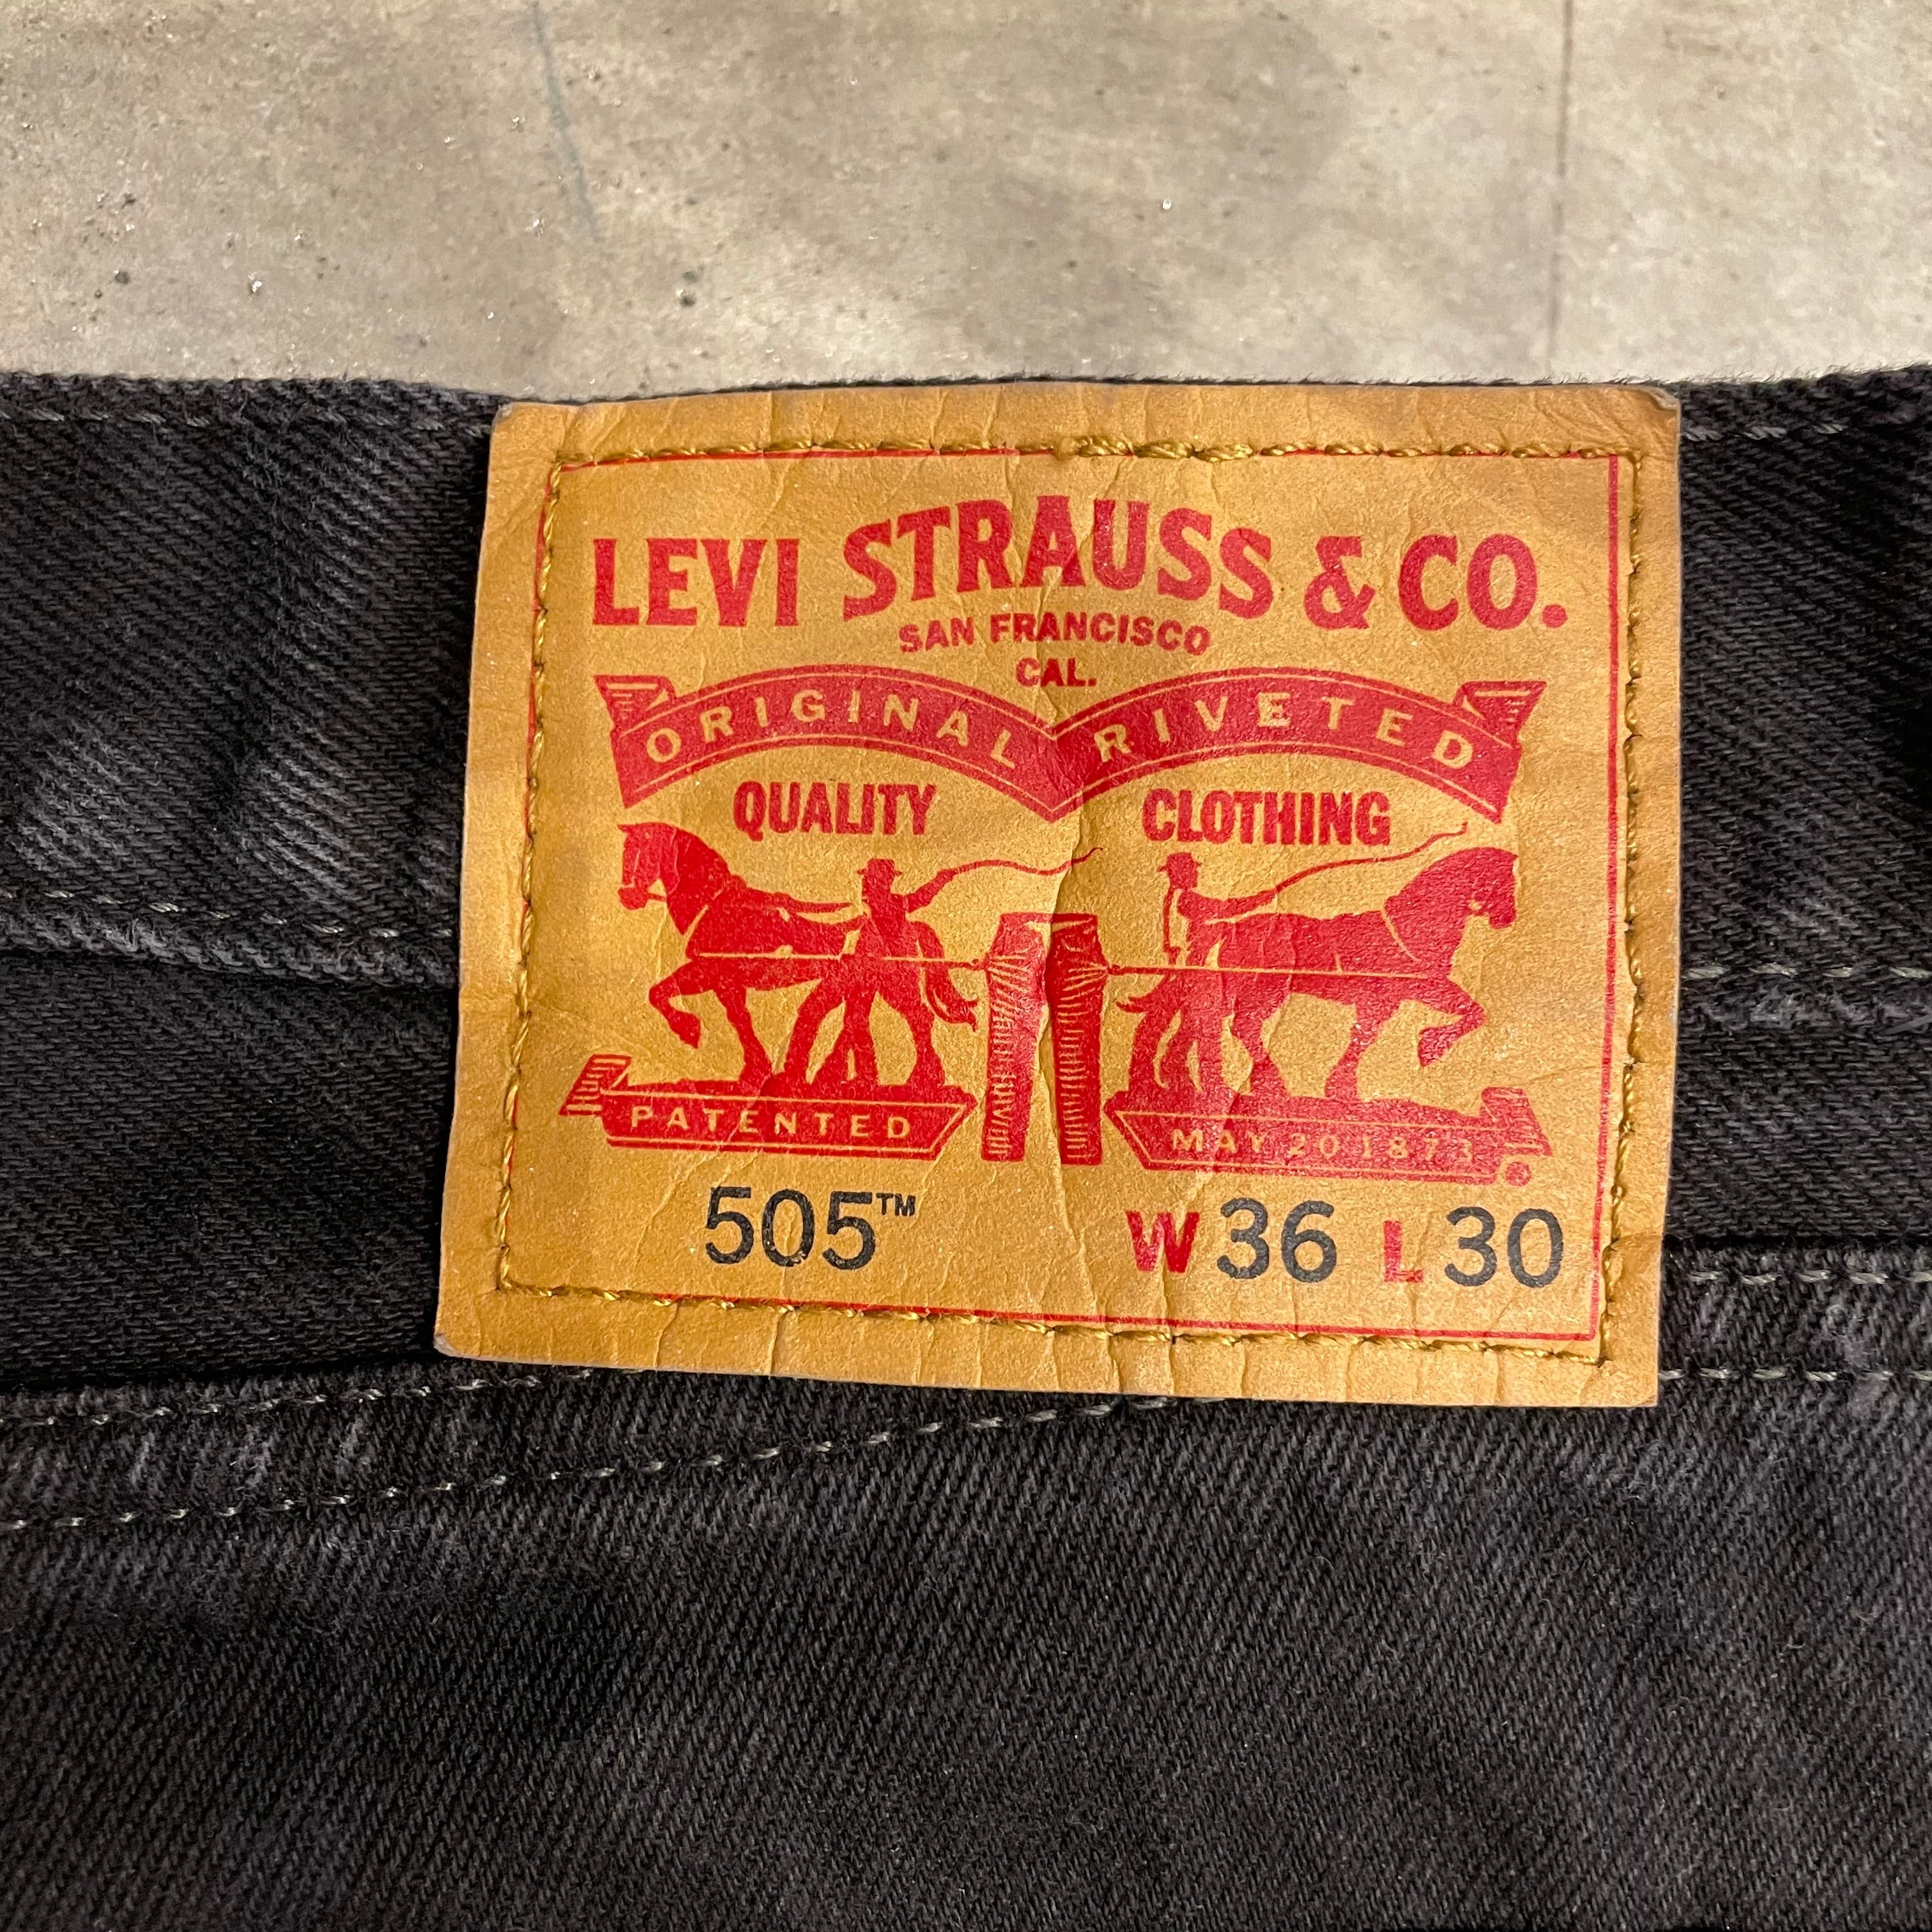 LEVI STRAUSS & CO.
SAN FRANCISCO
CAL.
ORIGINAL RIVETED
QUALITY CLOTHING
PATENTED MAY 20 1873
505™ W36 L30